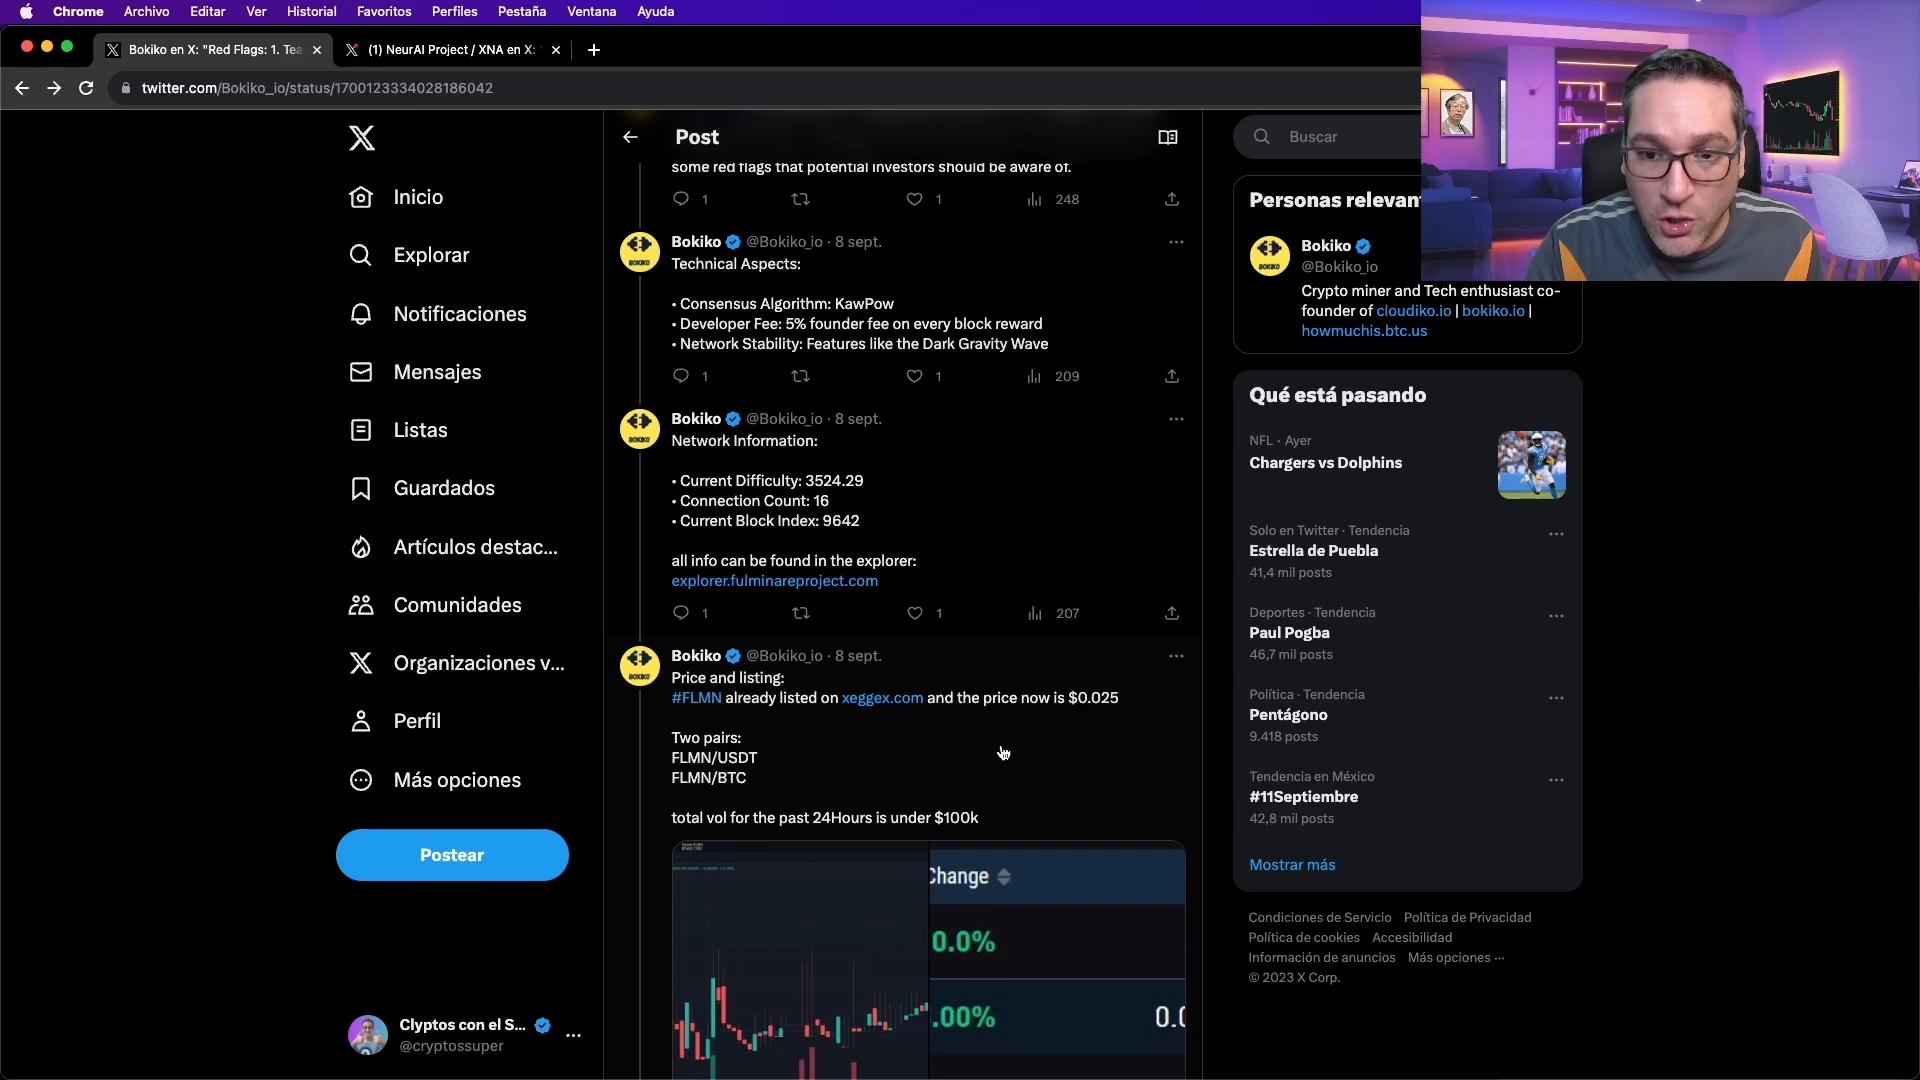 Chrome Archivo Editar Ver Historial Favoritos Perfiles Pestaña Ventana Ayuda
Bokiko en X: "Red Flags: 1. Tea
(1) NeurAI Project / XNA en X:
twitter.com/Bokiko_io/status/1700123334028186042
Inicio
Explorar
Notificaciones
Mensajes
Listas
Guardados
Artículos destac...
Comunidades
Organizaciones v...
Perfil
Más opciones
Postear
Clyptos con el S...
@cryptossuper
Post
some red flags that potential investors should be aware of.
1 1 248
Bokiko @Bokiko_io · 8 sept.
Technical Aspects:
• Consensus Algorithm: KawPow
• Developer Fee: 5% founder fee on every block reward
• Network Stability: Features like the Dark Gravity Wave
1 1 209
Bokiko @Bokiko_io · 8 sept.
Network Information:
• Current Difficulty: 3524.29
• Connection Count: 16
• Current Block Index: 9642
all info can be found in the explorer:
explorer.fulminareproject.com
1 1 207
Bokiko @Bokiko_io · 8 sept.
Price and listing:
#FLMN already listed on xeggex.com and the price now is $0.025
Two pairs:
FLMN/USDT
FLMN/BTC
total vol for the past 24Hours is under $100k
Change
0.0%
.00% 0.0
BOKIKO
BOKIKO
BOKIKO
Buscar
Personas relevan
BOKIKO
Bokiko
@Bokiko_io
Crypto miner and Tech enthusiast co-
founder of cloudiko.io | bokiko.io |
howmuchis.btc.us
Qué está pasando
NFL · Ayer
Chargers vs Dolphins
Solo en Twitter · Tendencia
Estrella de Puebla
41,4 mil posts
Deportes · Tendencia
Paul Pogba
46,7 mil posts
Política · Tendencia
Pentágono
9.418 posts
Tendencia en México
#11Septiembre
42,8 mil posts
Mostrar más
Condiciones de Servicio Política de Privacidad
Política de cookies Accesibilidad
Información de anuncios Más opciones ···
© 2023 X Corp.